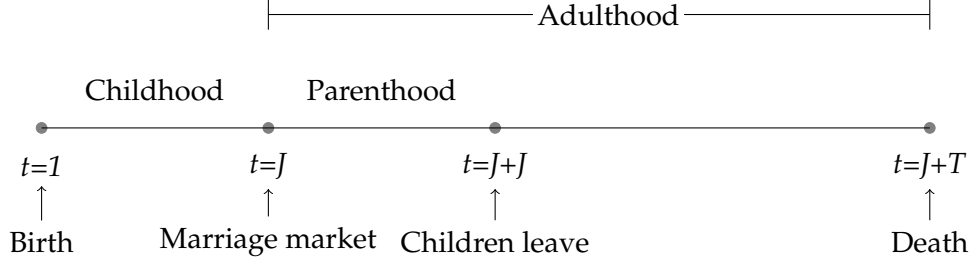 Adulthood
Childhood Parenthood
t=1 t=J t=J+J t=J+T
Birth Marriage market Children leave Death